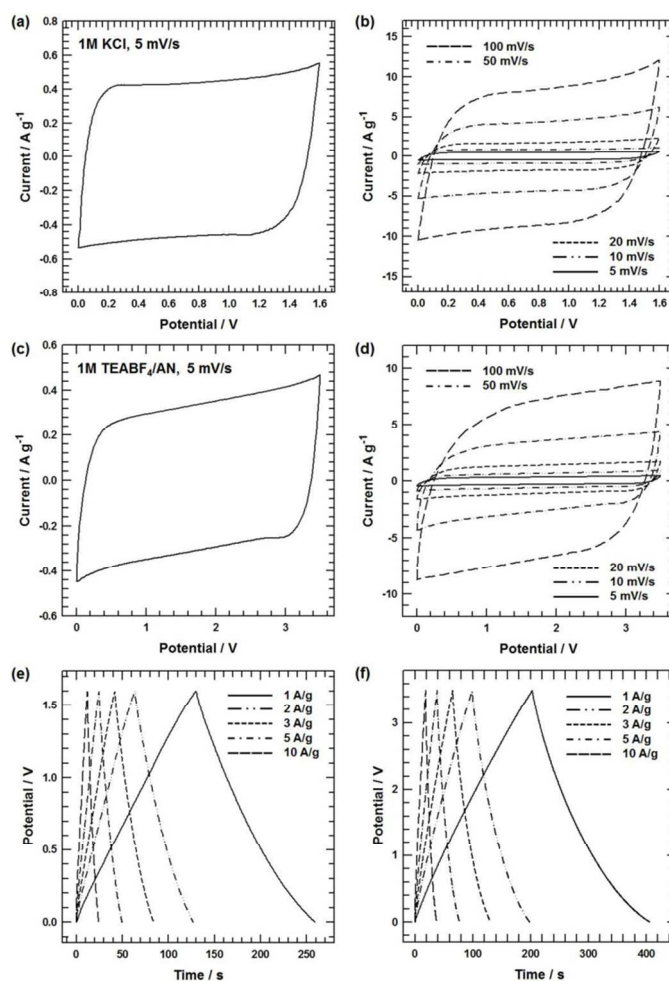 (a)
1M KCl, 5 mV/s
0.8
0.6
0.4
0.2
0.0
-0.2
-0.4
-0.6
-0.8
Current / A g-1
0.0 0.2 0.4 0.6 0.8 1.0 1.2 1.4 1.6
Potential / V
(b)
100 mV/s
50 mV/s
15
10
5
0
-5
-10
-15
Current / A g-1
20 mV/s
10 mV/s
5 mV/s
0.0 0.2 0.4 0.6 0.8 1.0 1.2 1.4 1.6
Potential / V
(c)
1M TEABF4/AN, 5 mV/s
0.6
0.4
0.2
0.0
-0.2
-0.4
-0.6
Current / A g-1
0 1 2 3
Potential / V
(d)
100 mV/s
50 mV/s
10
5
0
-5
-10
Current / A g-1
20 mV/s
10 mV/s
5 mV/s
0 1 2 3
Potential / V
(e)
1 A/g
2 A/g
3 A/g
5 A/g
10 A/g
1.5
1.0
0.5
0.0
Potential / V
0 50 100 150 200 250
Time / s
(f)
1 A/g
2 A/g
3 A/g
5 A/g
10 A/g
3
2
1
0
Potential / V
0 100 200 300 400
Time / s